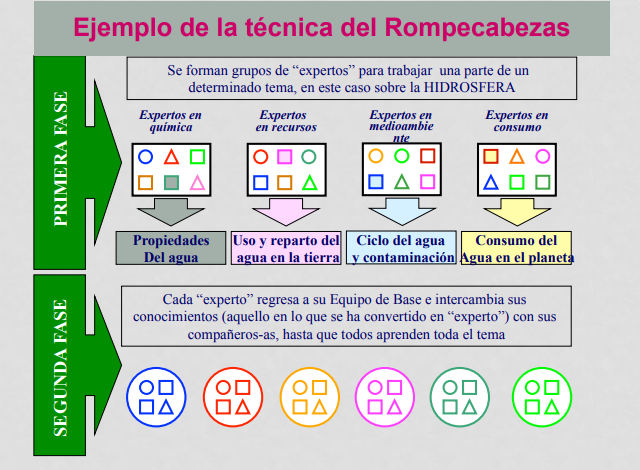 Ejemplo de la técnica del Rompecabezas
PRIMERA FASE
Se forman grupos de “expertos” para trabajar una parte de un
determinado tema, en este caso sobre la HIDROSFERA
Expertos en
química
Expertos
en recursos
Expertos en
medioambie
nte
Expertos en
consumo
Propiedades
Del agua
Uso y reparto del
agua en la tierra
Ciclo del agua
y contaminación
Consumo del
Agua en el planeta
SEGUNDA FASE
Cada “experto” regresa a su Equipo de Base e intercambia sus
conocimientos (aquello en lo que se ha convertido en “experto”) con sus
compañeros-as, hasta que todos aprenden toda el tema